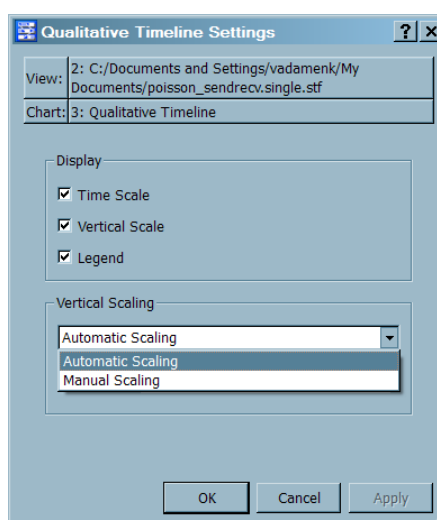 Qualitative Timeline Settings
View: 2: C:/Documents and Settings/vadamenk/My
Documents/poisson_sendrecv.single.stf
Chart: 3: Qualitative Timeline
Display
Time Scale
Vertical Scale
Legend
Vertical Scaling
Automatic Scaling
Automatic Scaling
Manual Scaling
OK Cancel Apply